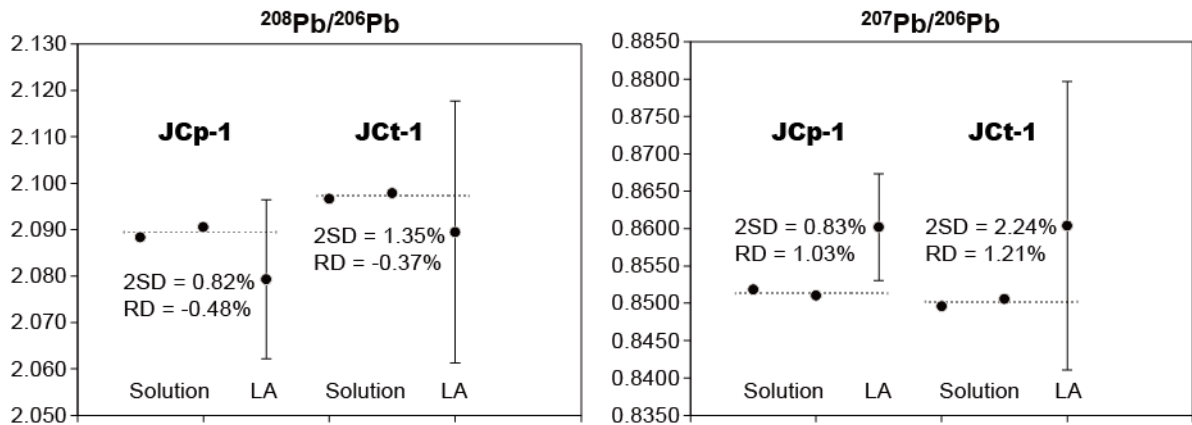 ²⁰⁸Pb/²⁰⁶Pb
2.130
2.120
2.110
2.100
2.090
2.080
2.070
2.060
2.050
JCp-1
JCt-1
2SD = 0.82%
RD = -0.48%
2SD = 1.35%
RD = -0.37%
Solution LA Solution LA
²⁰⁷Pb/²⁰⁶Pb
0.8850
0.8800
0.8750
0.8700
0.8650
0.8600
0.8550
0.8500
0.8450
0.8400
0.8350
JCp-1
JCt-1
2SD = 0.83%
RD = 1.03%
2SD = 2.24%
RD = 1.21%
Solution LA Solution LA